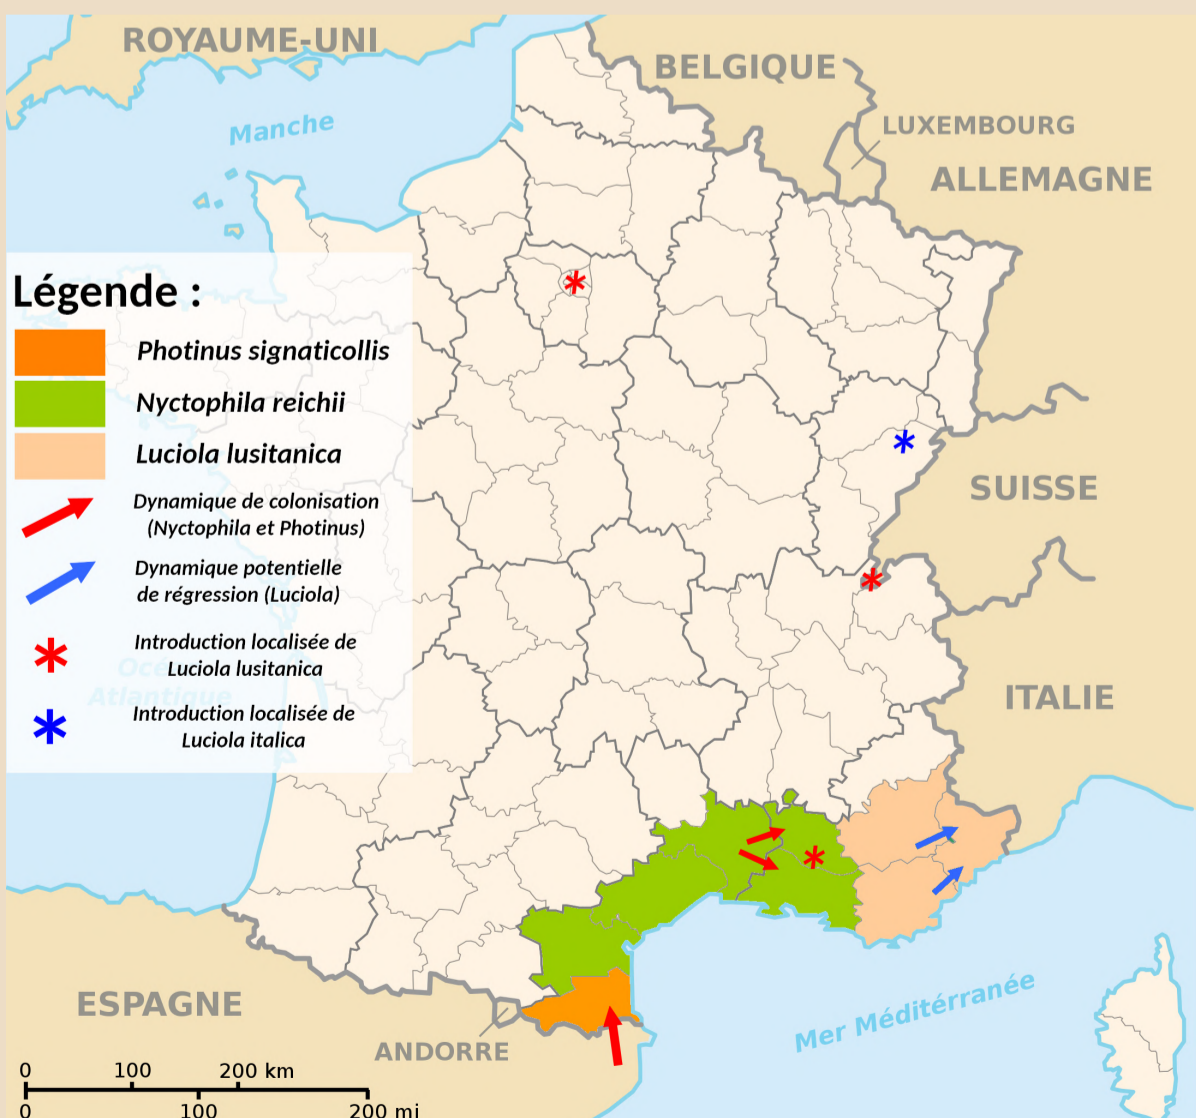 ROYAUME-UNI
BELGIQUE
Manche
LUXEMBOURG
ALLEMAGNE
Légende :
Photinus signaticollis
Nyctophila reichii
Luciola lusitanica
Dynamique de colonisation
(Nyctophila et Photinus)
SUISSE
Dynamique potentielle
de régression (Luciola)
Introduction localisée de
Luciola lusitanica
Atlantique
ITALIE
Introduction localisée de
Luciola italica
ESPAGNE
ANDORRE
Mer Méditérranée
0 100 200 km
0 100 200 mi